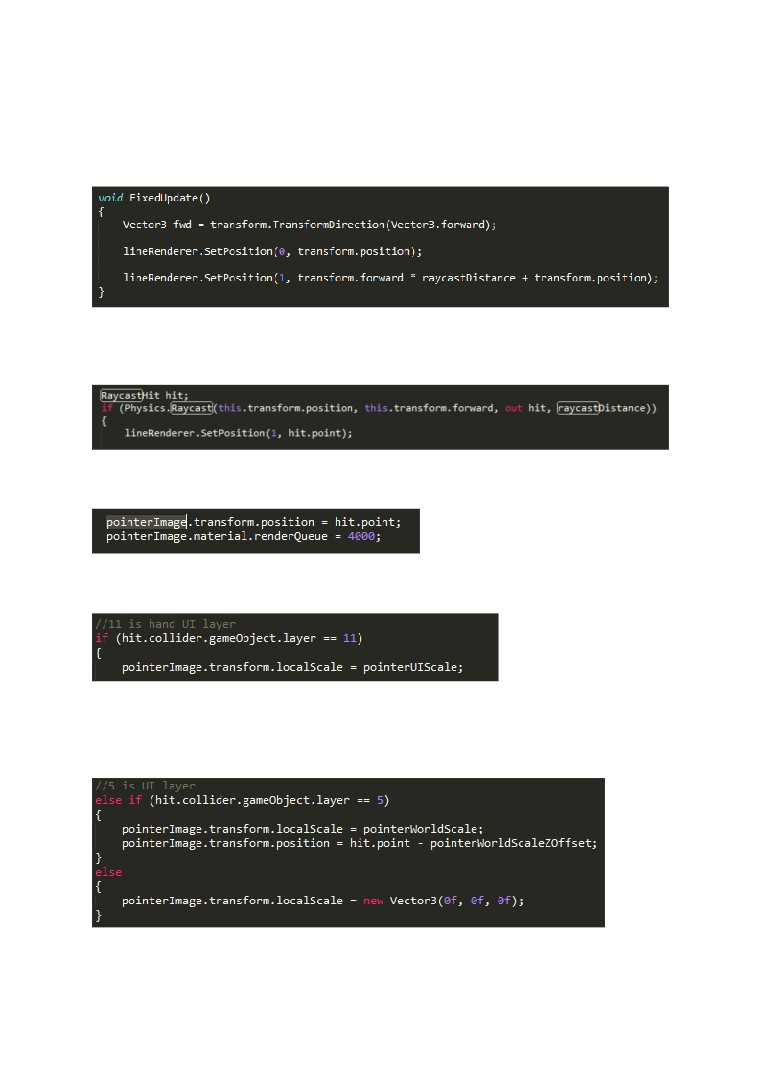 void FixedUpdate()
{
Vector3 fwd = transform.TransformDirection(Vector3.forward);
lineRenderer.SetPosition(0, transform.position);
lineRenderer.SetPosition(1, transform.forward * raycastDistance + transform.position);
}
RaycastHit hit;
if (Physics.Raycast(this.transform.position, this.transform.forward, out hit, raycastDistance))
{
lineRenderer.SetPosition(1, hit.point);
pointerImage.transform.position = hit.point;
pointerImage.material.renderQueue = 4000;
//11 is hand UI layer
if (hit.collider.gameObject.layer == 11)
{
pointerImage.transform.localScale = pointerUIScale;
//5 is UI layer
else if (hit.collider.gameObject.layer == 5)
{
pointerImage.transform.localScale = pointerWorldScale;
pointerImage.transform.position = hit.point - pointerWorldScaleZOffset;
}
else
{
pointerImage.transform.localScale = new Vector3(0f, 0f, 0f);
}